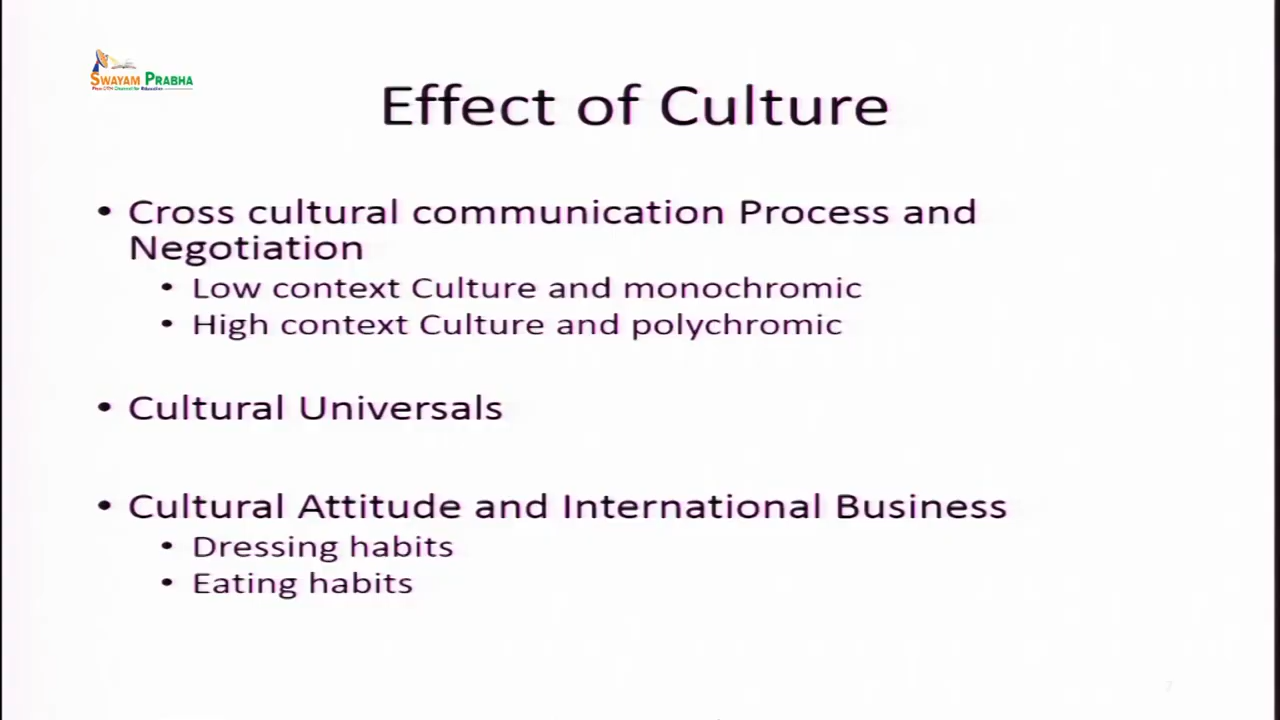 SWAYAM PRABHA
Effect of Culture
• Cross cultural communication Process and
Negotiation
• Low context Culture and monochromic
• High context Culture and polychromic
• Cultural Universals
• Cultural Attitude and International Business
• Dressing habits
• Eating habits
7